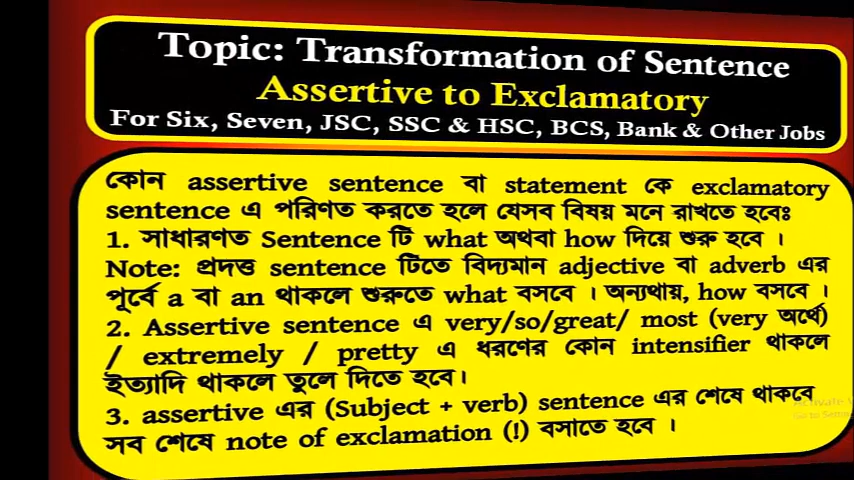 Topic: Transformation of Sentence
Assertive to Exclamatory
For Six, Seven, JSC, SSC & HSC, BCS, Bank & Other Jobs
কোন assertive sentence বা statement কে exclamatory
sentence এ পরিণত করতে হলে যেসব বিষয় মনে রাখতে হবেঃ
1. সাধারণত Sentence টি what অথবা how দিয়ে শুরু হবে ।
Note: প্রদত্ত sentence টিতে বিদ্যমান adjective বা adverb এর
পূর্বে a বা an থাকলে শুরুতে what বসবে । অন্যথায়, how বসবে ।
2. Assertive sentence এ very/so/great/ most (very অর্থে)
/ extremely / pretty এ ধরণের কোন intensifier থাকলে
ইত্যাদি থাকলে তুলে দিতে হবে।
3. assertive এর (Subject + verb) sentence এর শেষে থাকবে
সব শেষে note of exclamation (!) বসাতে হবে ।